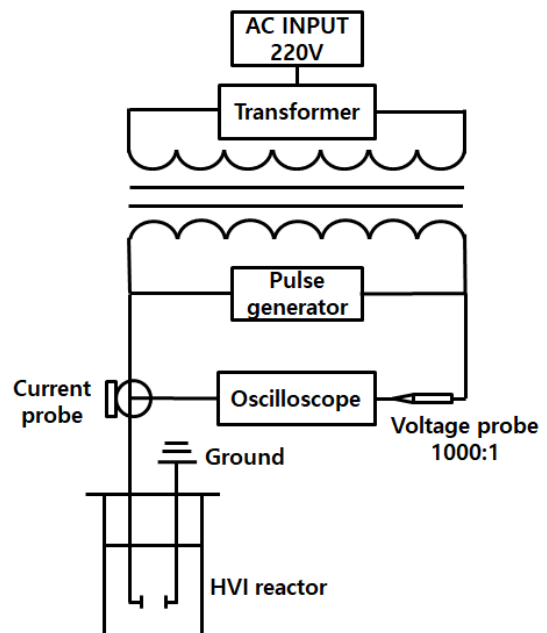 AC INPUT
220V
Transformer
Pulse
generator
Current
probe
Oscilloscope
Voltage probe
1000:1
Ground
HVI reactor